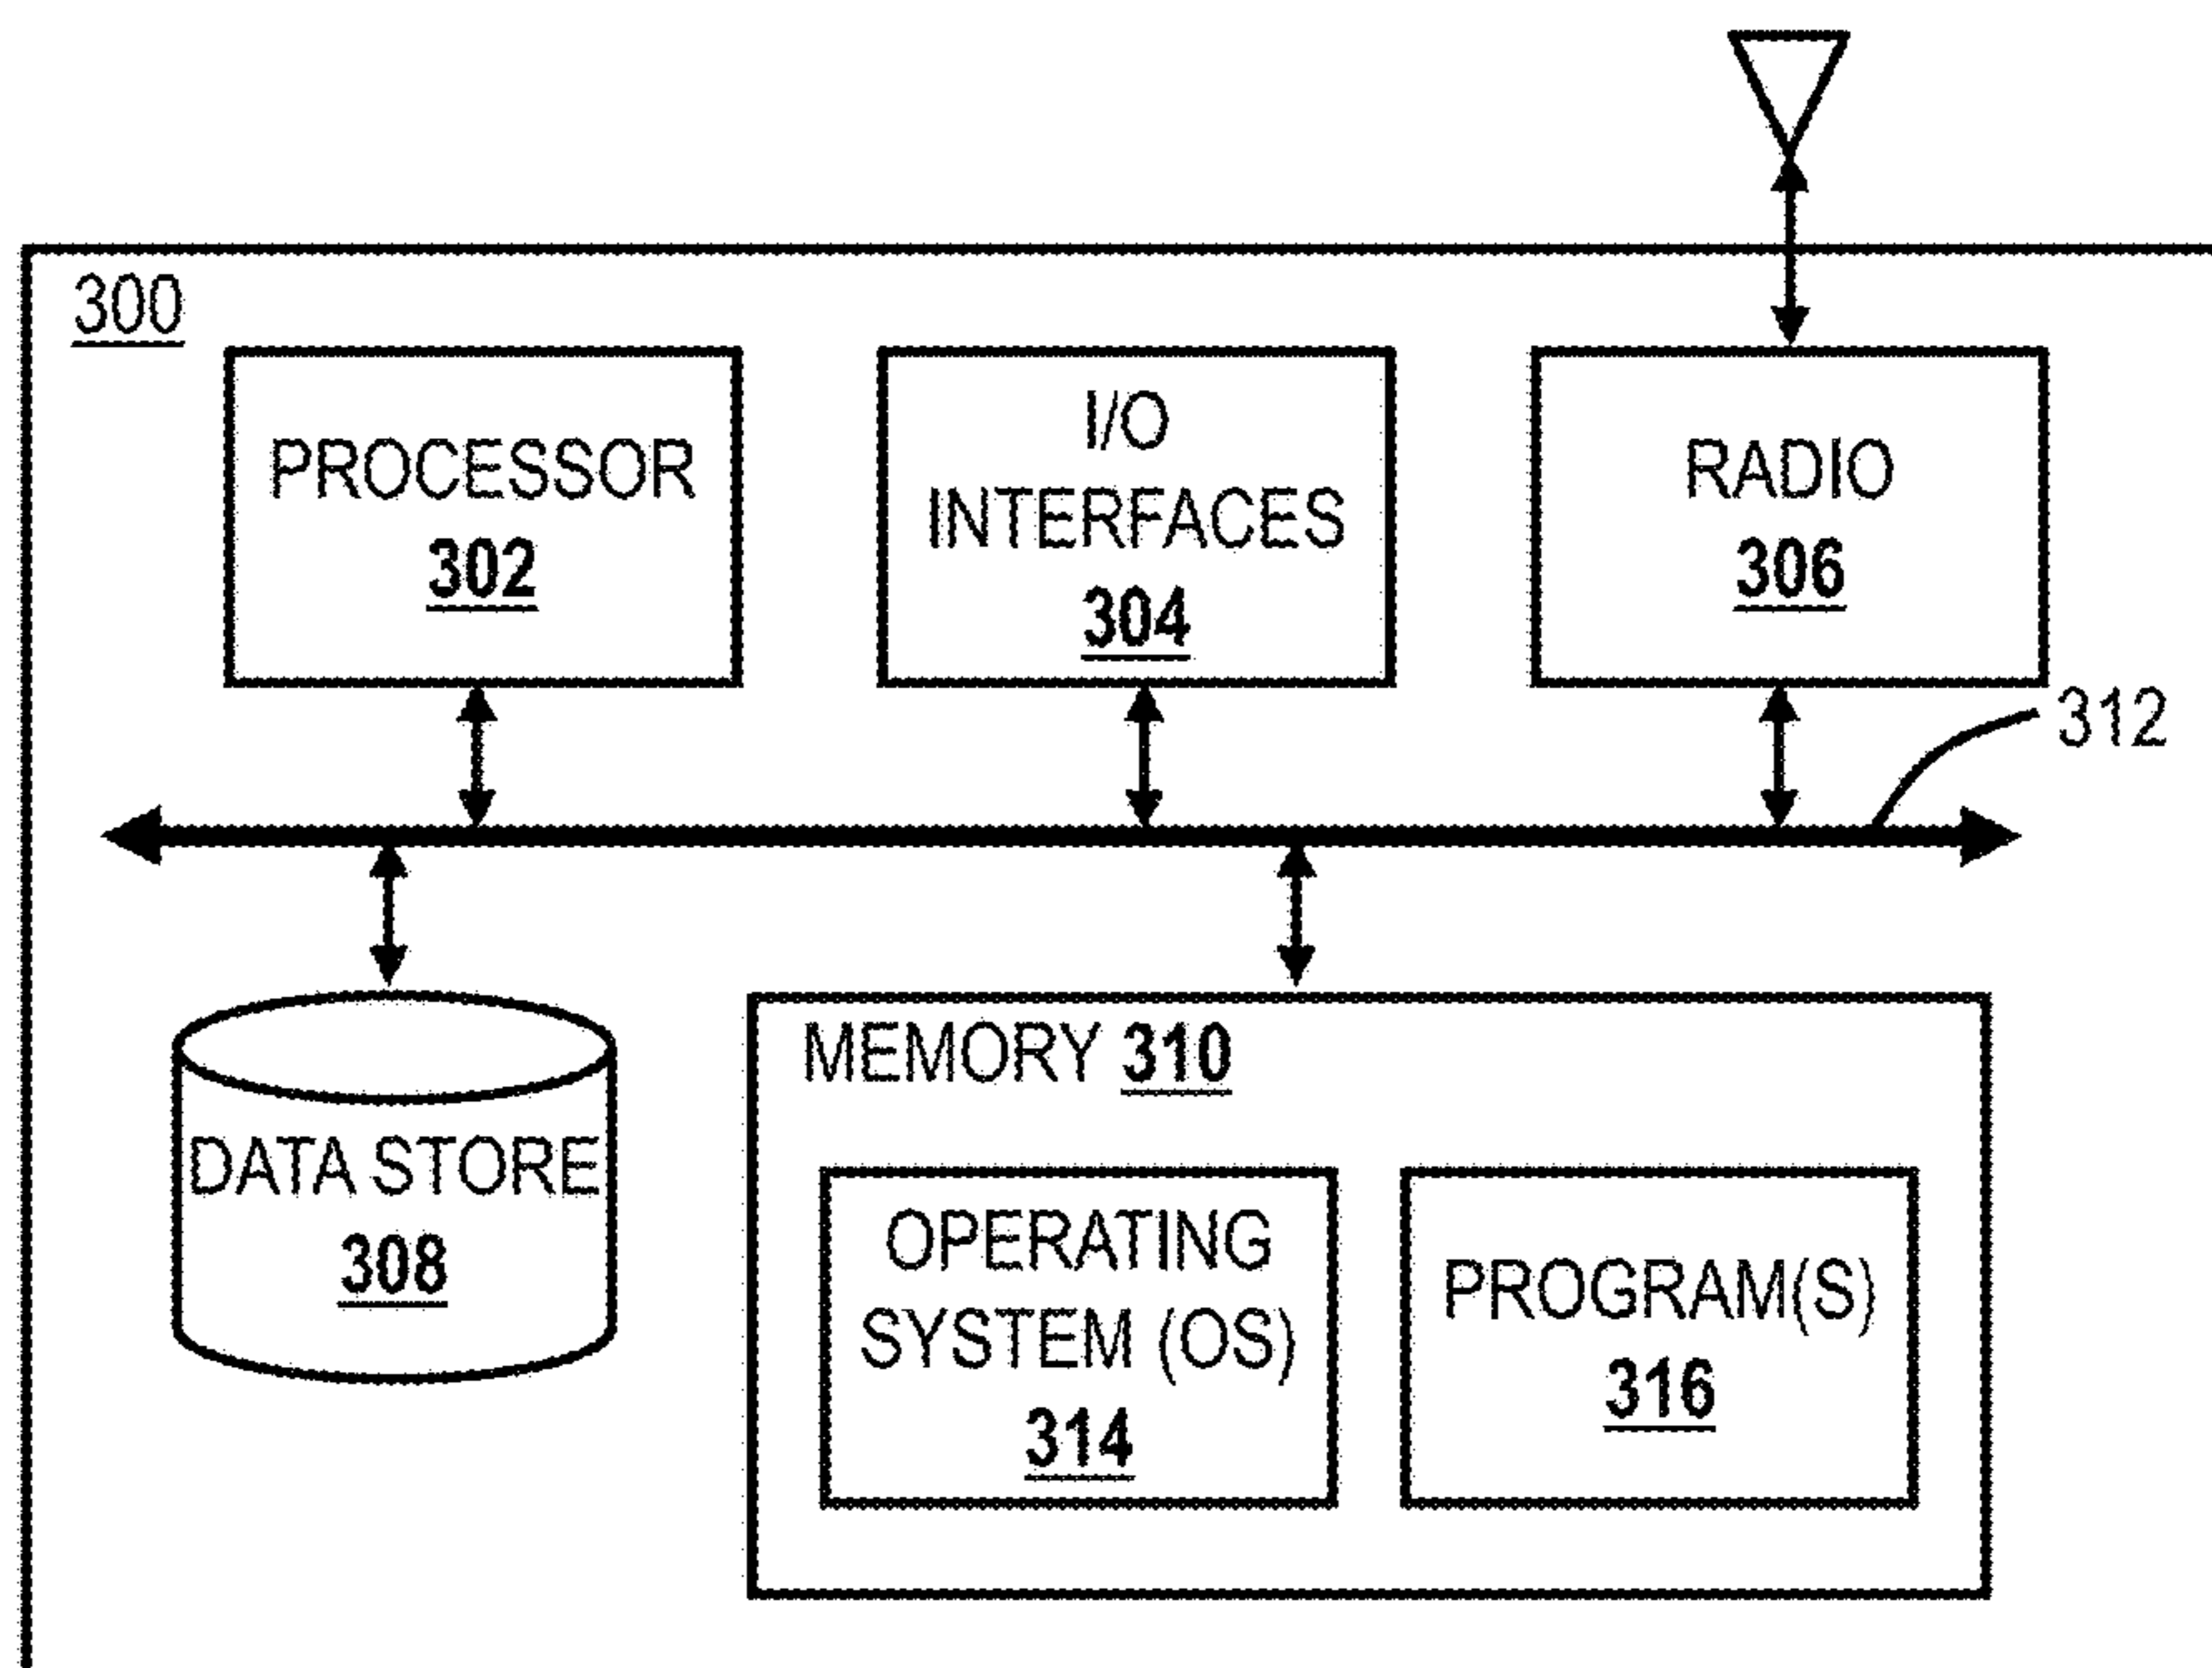 300
PROCESSOR
302
I/O
INTERFACES
304
RADIO
306
312
DATA STORE
308
MEMORY 310
OPERATING
SYSTEM (OS)
314
PROGRAM(S)
316